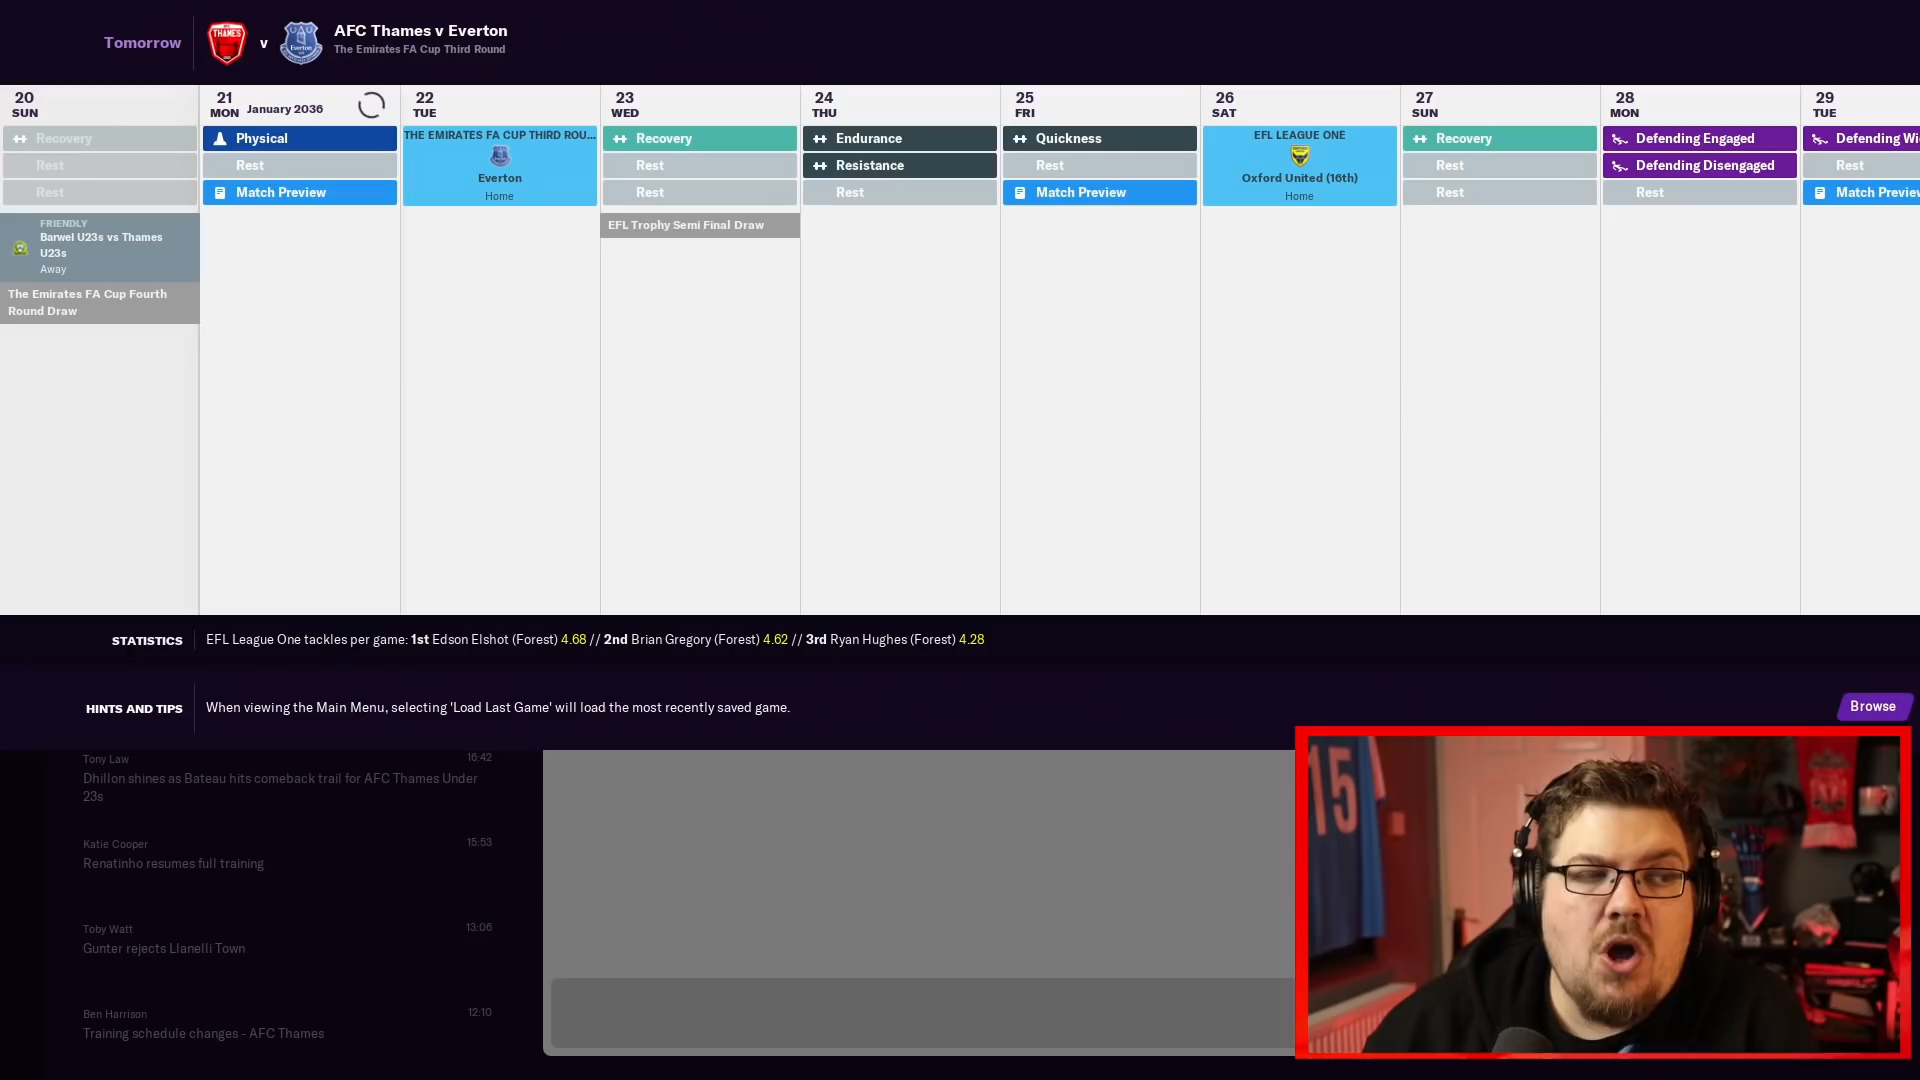 Tomorrow
THAMES
v
Everton
AFC Thames v Everton
The Emirates FA Cup Third Round
20
SUN
21
MON January 2036
22
TUE
23
WED
24
THU
25
FRI
26
SAT
27
SUN
28
MON
29
TUE
Recovery
Rest
Rest
FRIENDLY
Barwel U23s vs Thames
U23s
Away
The Emirates FA Cup Fourth
Round Draw
Physical
Rest
Match Preview
THE EMIRATES FA CUP THIRD ROU...
Everton
Home
Recovery
Rest
Rest
EFL Trophy Semi Final Draw
Endurance
Resistance
Rest
Quickness
Rest
Match Preview
EFL LEAGUE ONE
Oxford United (16th)
Home
Recovery
Rest
Rest
Defending Engaged
Defending Disengaged
Rest
Defending Wi
Rest
Match Preview
STATISTICS
EFL League One tackles per game: 1st Edson Elshot (Forest) 4.68 // 2nd Brian Gregory (Forest) 4.62 // 3rd Ryan Hughes (Forest) 4.28
HINTS AND TIPS
When viewing the Main Menu, selecting 'Load Last Game' will load the most recently saved game.
Browse
Tony Law 16:42
Dhillon shines as Bateau hits comeback trail for AFC Thames Under
23s
Katie Cooper 15:53
Renatinho resumes full training
Toby Watt 13:06
Gunter rejects Llanelli Town
Ben Harrison 12:10
Training schedule changes - AFC Thames
15